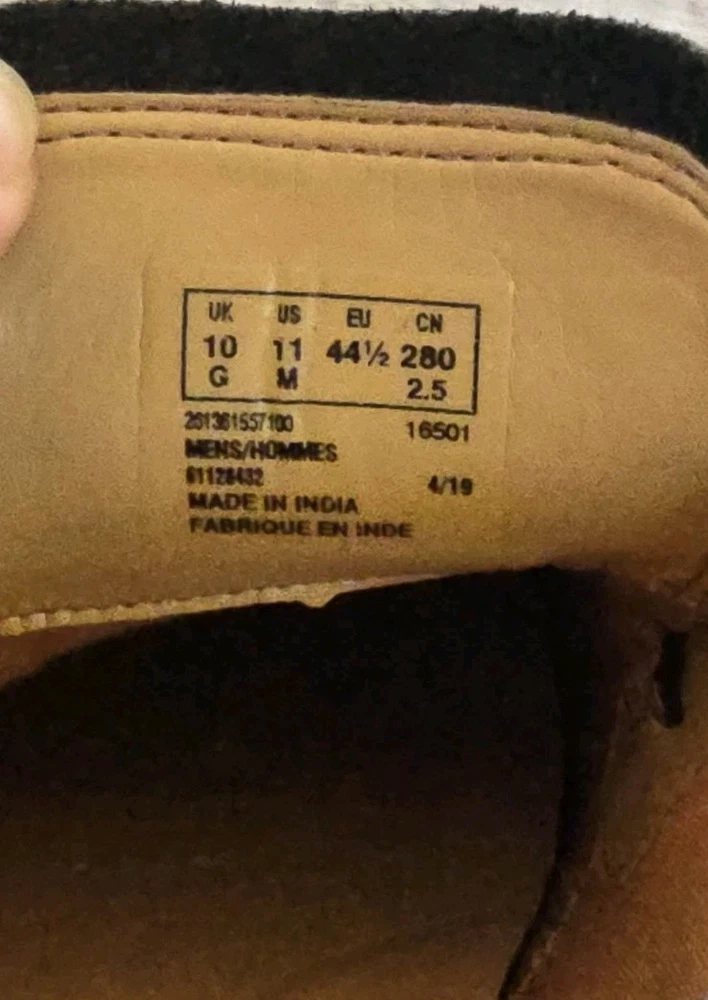 UK US EU CN
10 11 44½ 280
G M 2.5
261361557100 16501
MENS/HOMMES
61128432 4/19
MADE IN INDIA
FABRIQUE EN INDE